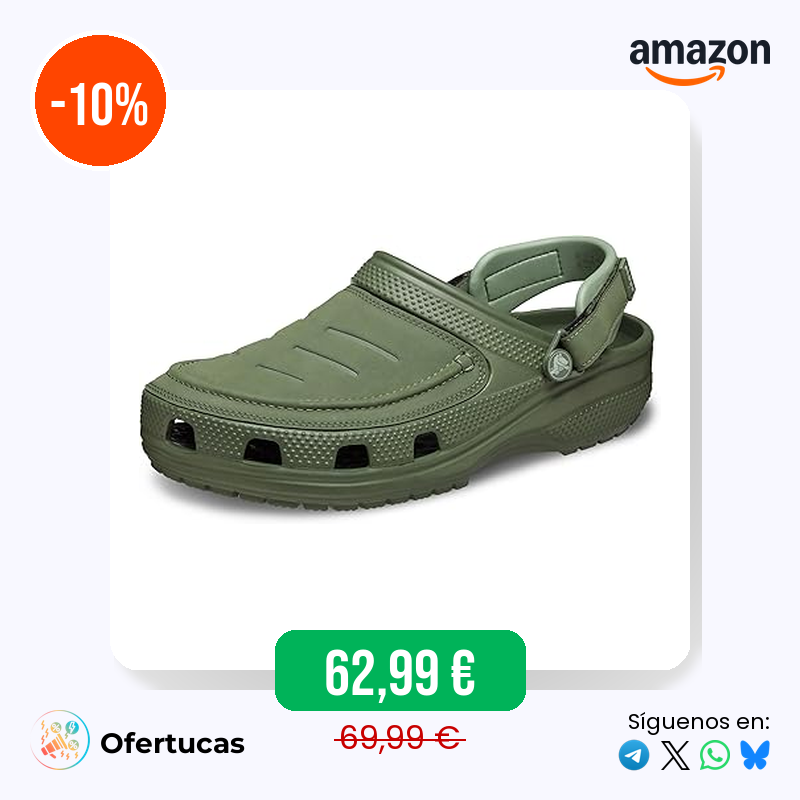 -10%
amazon
62,99 €
69,99 €
Ofertucas
Síguenos en: